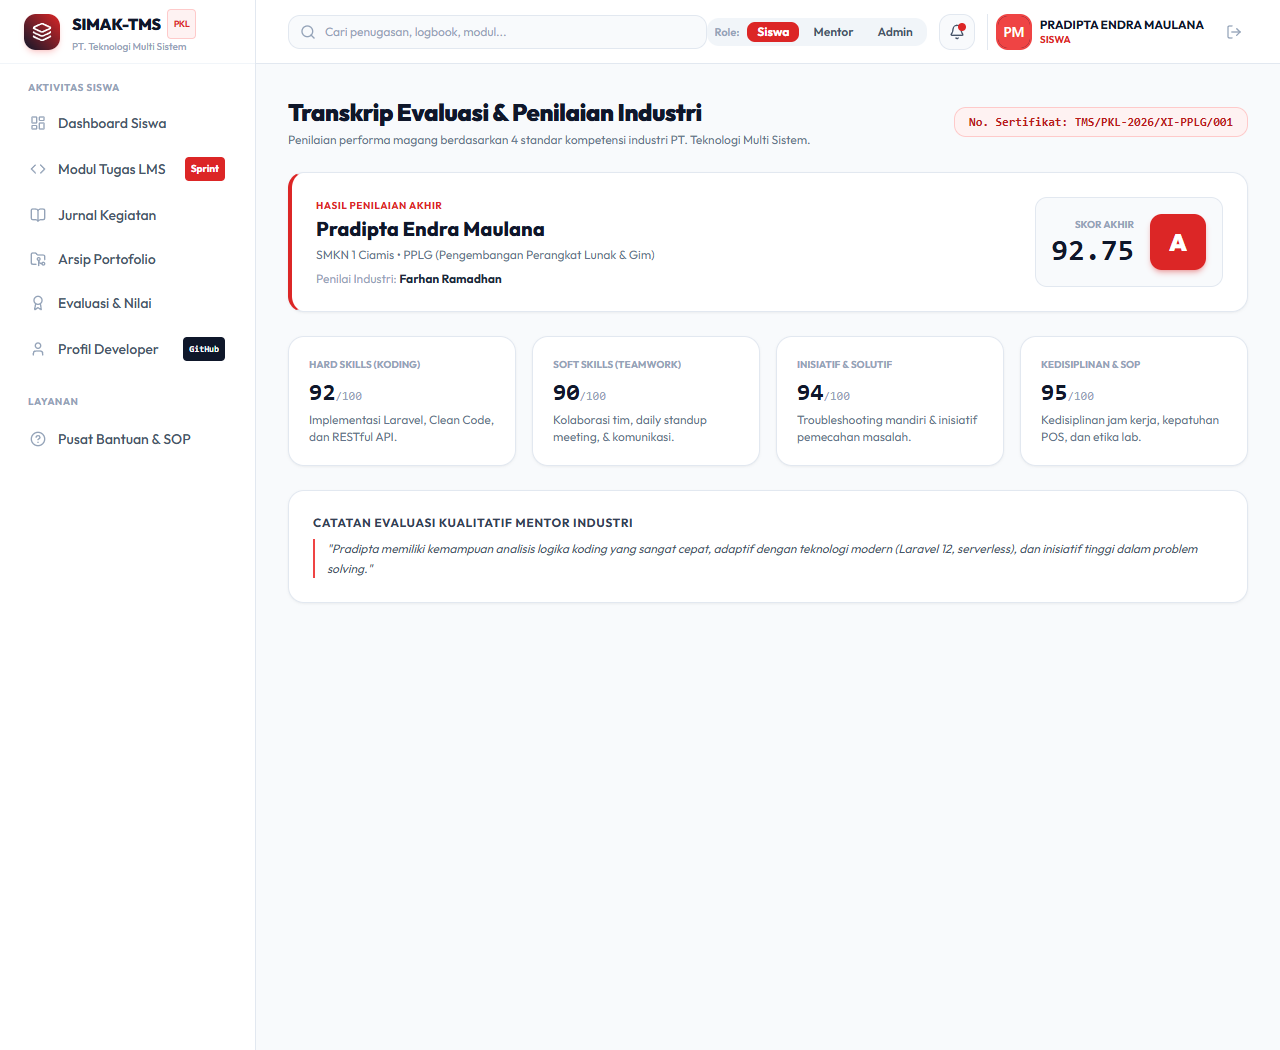 SIMAK-TMS
PKL
PT. Teknologi Multi Sistem
AKTIVITAS SISWA
Dashboard Siswa
Modul Tugas LMS
Sprint
Jurnal Kegiatan
Arsip Portofolio
Evaluasi & Nilai
Profil Developer
GitHub
LAYANAN
Pusat Bantuan & SOP
Cari penugasan, logbook, modul...
Role:
Siswa
Mentor
Admin
PM
PRADIPTA ENDRA MAULANA
SISWA
Transkrip Evaluasi & Penilaian Industri
Penilaian performa magang berdasarkan 4 standar kompetensi industri PT. Teknologi Multi Sistem.
No. Sertifikat: TMS/PKL-2026/XI-PPLG/001
HASIL PENILAIAN AKHIR
Pradipta Endra Maulana
SMKN 1 Ciamis • PPLG (Pengembangan Perangkat Lunak & Gim)
Penilai Industri: Farhan Ramadhan
SKOR AKHIR
92.75
A
HARD SKILLS (KODING)
92/100
Implementasi Laravel, Clean Code,
dan RESTful API.
SOFT SKILLS (TEAMWORK)
90/100
Kolaborasi tim, daily standup
meeting, & komunikasi.
INISIATIF & SOLUTIF
94/100
Troubleshooting mandiri & inisiatif
pemecahan masalah.
KEDISIPLINAN & SOP
95/100
Kedisiplinan jam kerja, kepatuhan
POS, dan etika lab.
CATATAN EVALUASI KUALITATIF MENTOR INDUSTRI
"Pradipta memiliki kemampuan analisis logika koding yang sangat cepat, adaptif dengan teknologi modern (Laravel 12, serverless), dan inisiatif tinggi dalam problem
solving."